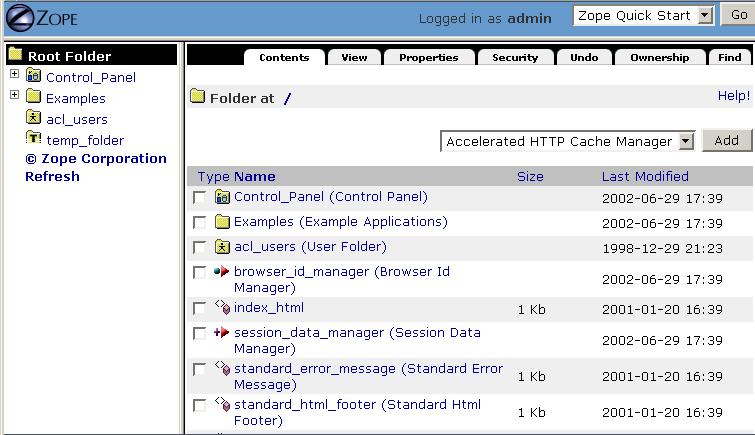 ZOPE
Logged in as admin
Zope Quick Start
Go
Root Folder
Control_Panel
Examples
acl_users
temp_folder
© Zope Corporation
Refresh
Contents View Properties Security Undo Ownership Find
Folder at /
Help!
Accelerated HTTP Cache Manager
Add
Type Name Size Last Modified
Control_Panel (Control Panel) 2002-06-29 17:39
Examples (Example Applications) 2002-06-29 17:39
acl_users (User Folder) 1998-12-29 21:23
browser_id_manager (Browser Id
Manager) 2002-06-29 17:39
index_html 1 Kb 2001-01-20 16:39
session_data_manager (Session Data
Manager) 2002-06-29 17:39
standard_error_message (Standard Error
Message) 1 Kb 2001-01-20 16:39
standard_html_footer (Standard Html
Footer) 1 Kb 2001-01-20 16:39